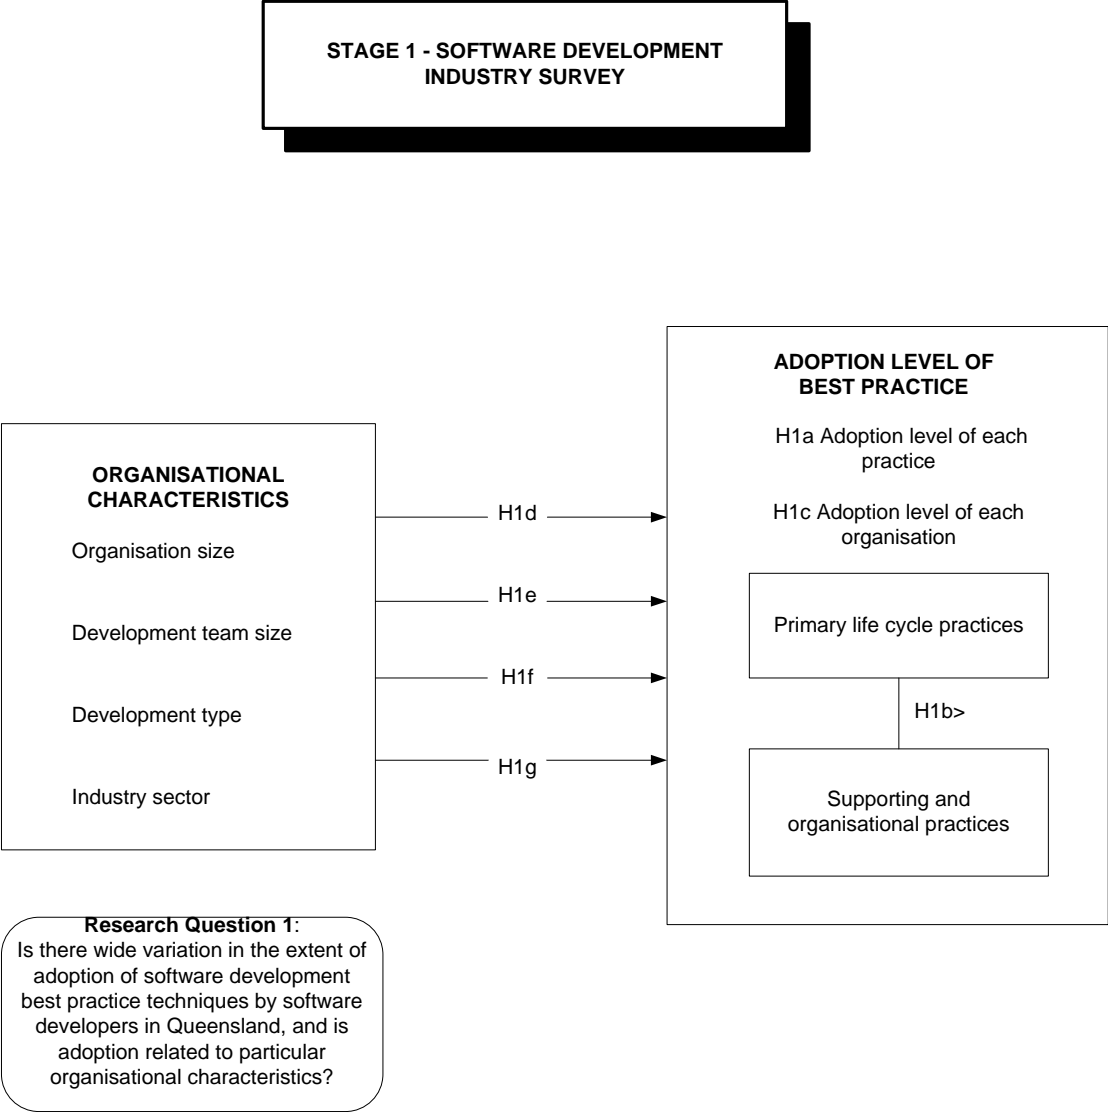 STAGE 1 - SOFTWARE DEVELOPMENT
INDUSTRY SURVEY
ORGANISATIONAL
CHARACTERISTICS
Organisation size
Development team size
Development type
Industry sector
H1d
H1e
H1f
H1g
ADOPTION LEVEL OF
BEST PRACTICE
H1a Adoption level of each
practice
H1c Adoption level of each
organisation
Primary life cycle practices
H1b>
Supporting and
organisational practices
Research Question 1:
Is there wide variation in the extent of
adoption of software development
best practice techniques by software
developers in Queensland, and is
adoption related to particular
organisational characteristics?